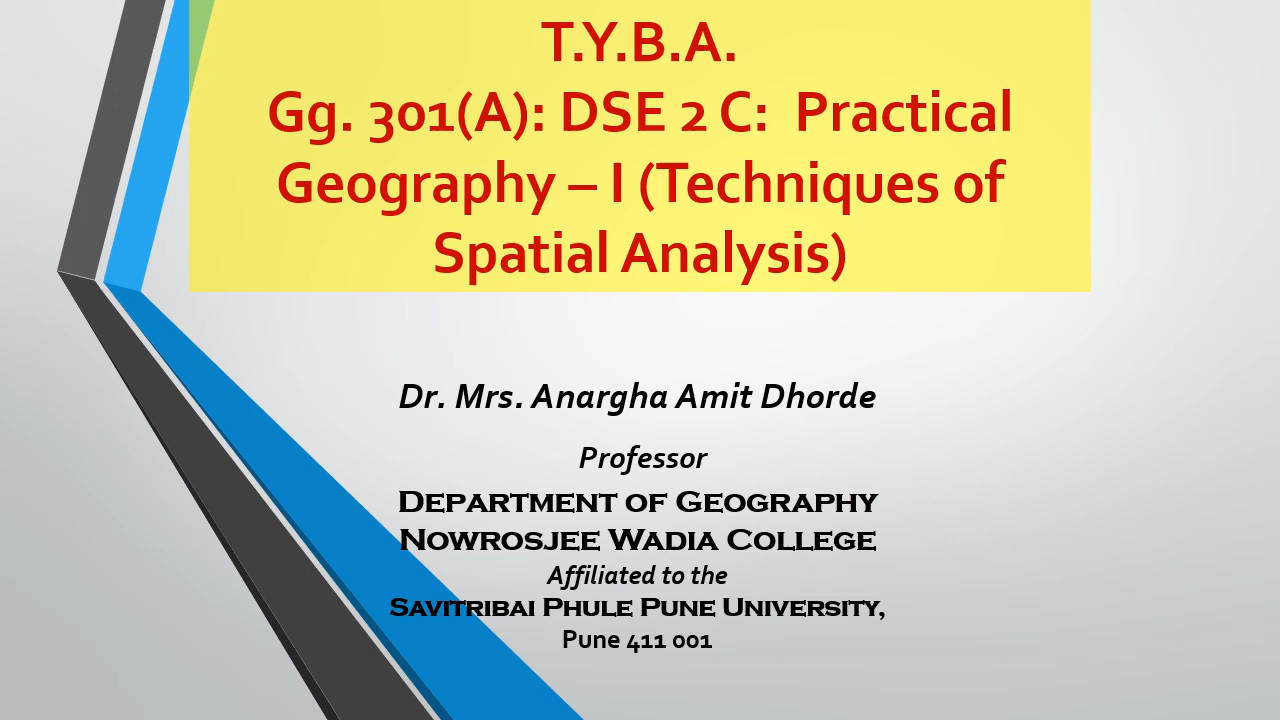 T.Y.B.A.
Gg. 301(A): DSE 2 C: Practical
Geography – I (Techniques of
Spatial Analysis)
Dr. Mrs. Anargha Amit Dhorde
Professor
Department of Geography
Nowrosjee Wadia College
Affiliated to the
Savitribai Phule Pune University,
Pune 411 001